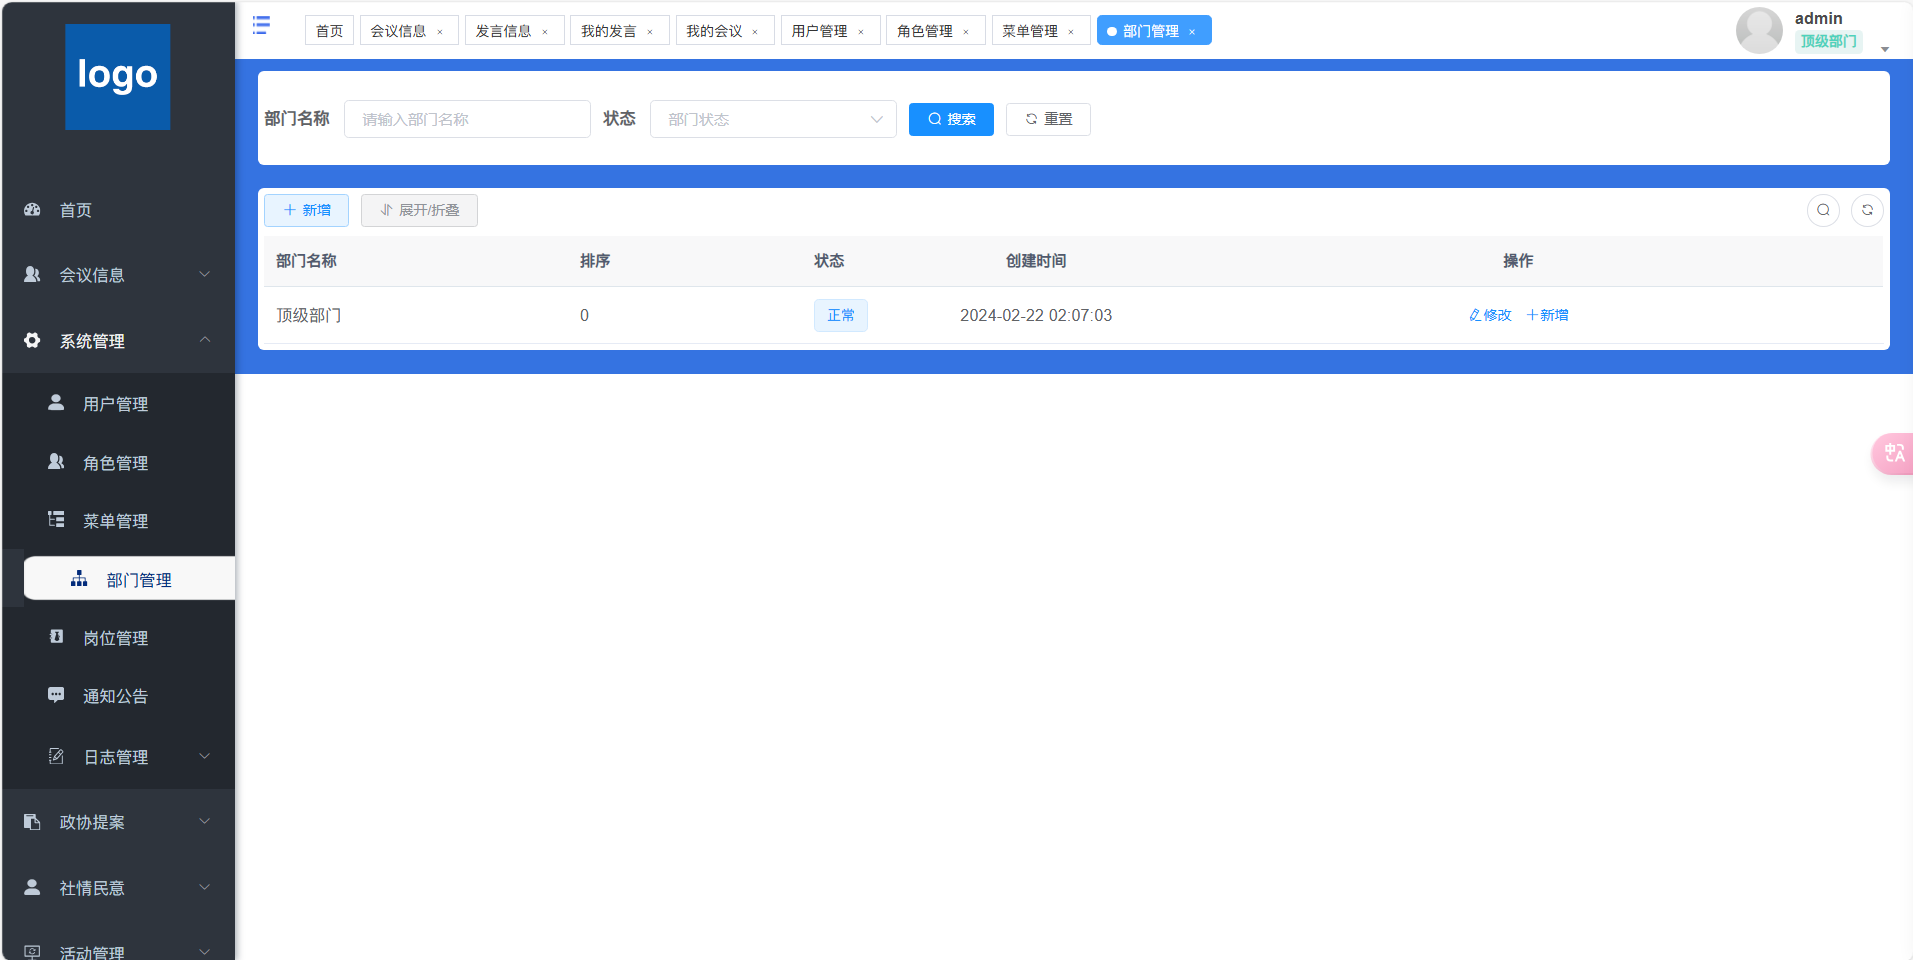 logo
首页
会议信息
系统管理
用户管理
角色管理
菜单管理
部门管理
岗位管理
通知公告
日志管理
政协提案
社情民意
活动管理
首页 会议信息 × 发言信息 × 我的发言 × 我的会议 × 用户管理 × 角色管理 × 菜单管理 × 部门管理 ×
admin
顶级部门
部门名称 请输入部门名称 状态 部门状态 搜索 重置
新增 展开/折叠
部门名称 排序 状态 创建时间 操作
顶级部门 0 正常 2024-02-22 02:07:03 修改 新增
中A